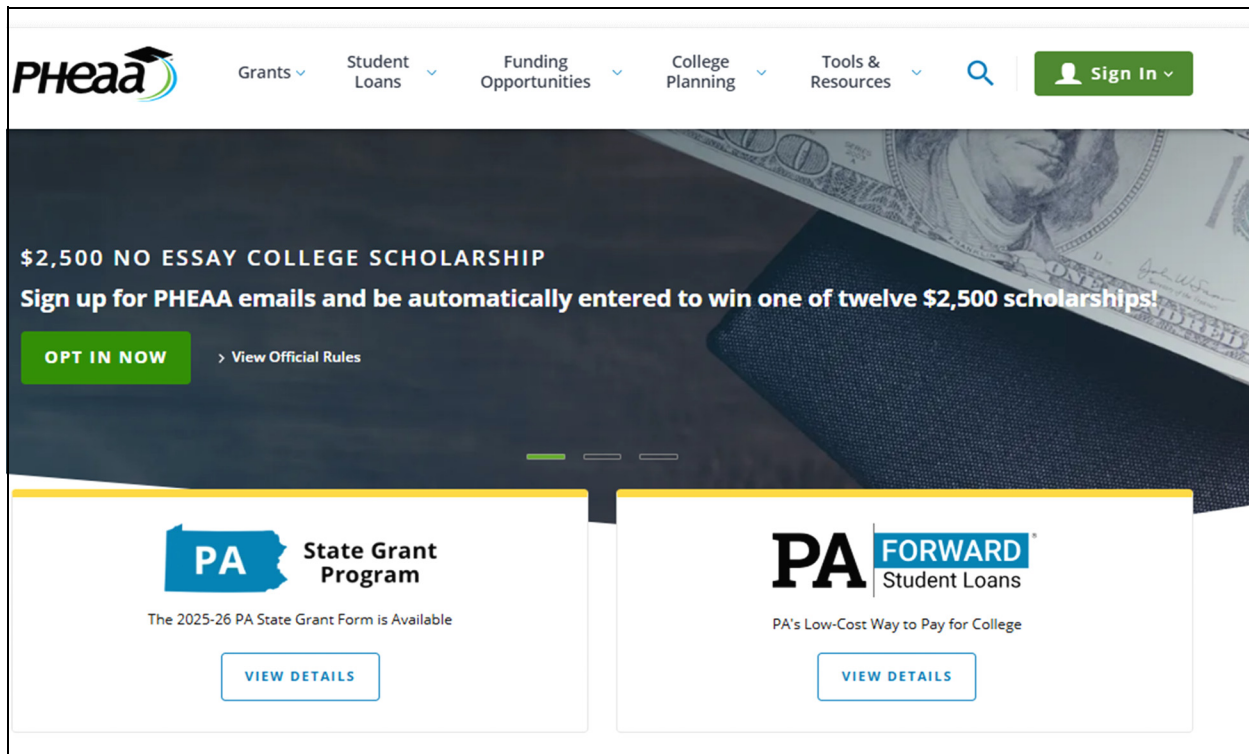 PHEAA
Grants
Student
Loans
Funding
Opportunities
College
Planning
Tools &
Resources
Sign In
$2,500 NO ESSAY COLLEGE SCHOLARSHIP
Sign up for PHEAA emails and be automatically entered to win one of twelve $2,500 scholarships!
OPT IN NOW
View Official Rules
PA
State Grant
Program
The 2025-26 PA State Grant Form is Available
VIEW DETAILS
PA
FORWARD®
Student Loans
PA's Low-Cost Way to Pay for College
VIEW DETAILS